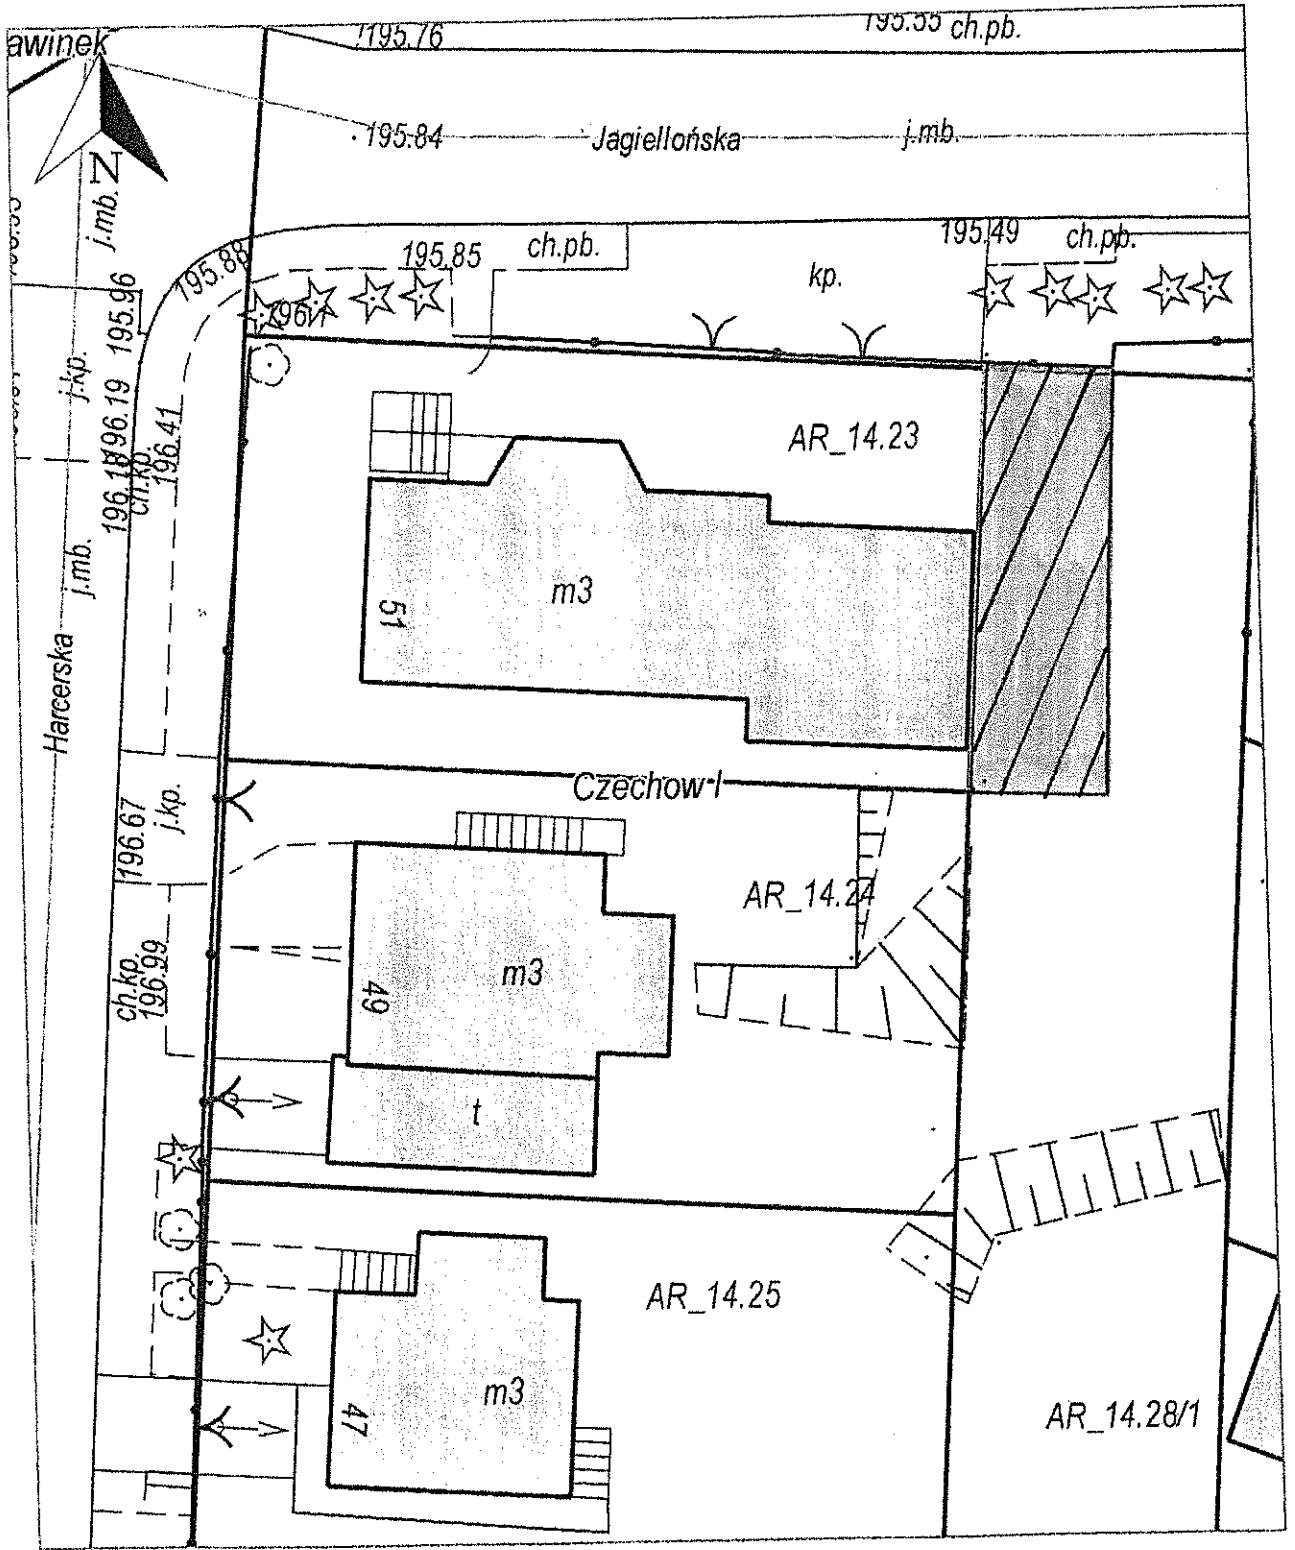 awinek
195.76
195.55 ch.pb.
195.84
Jagiellońska
j.mb.
N
j.mb.
195.88
195.85
ch.pb.
195.49
ch.pb.
kp.
195.96
j.kp.
196.19
196.41
ch.kp.
AR_14.23
j.mb.
m3
51
Harcerska
Czechow I
196.67
j.kp.
AR_14.24
ch.kp.
196.99
m3
49
t
AR_14.25
m3
47
AR_14.28/1